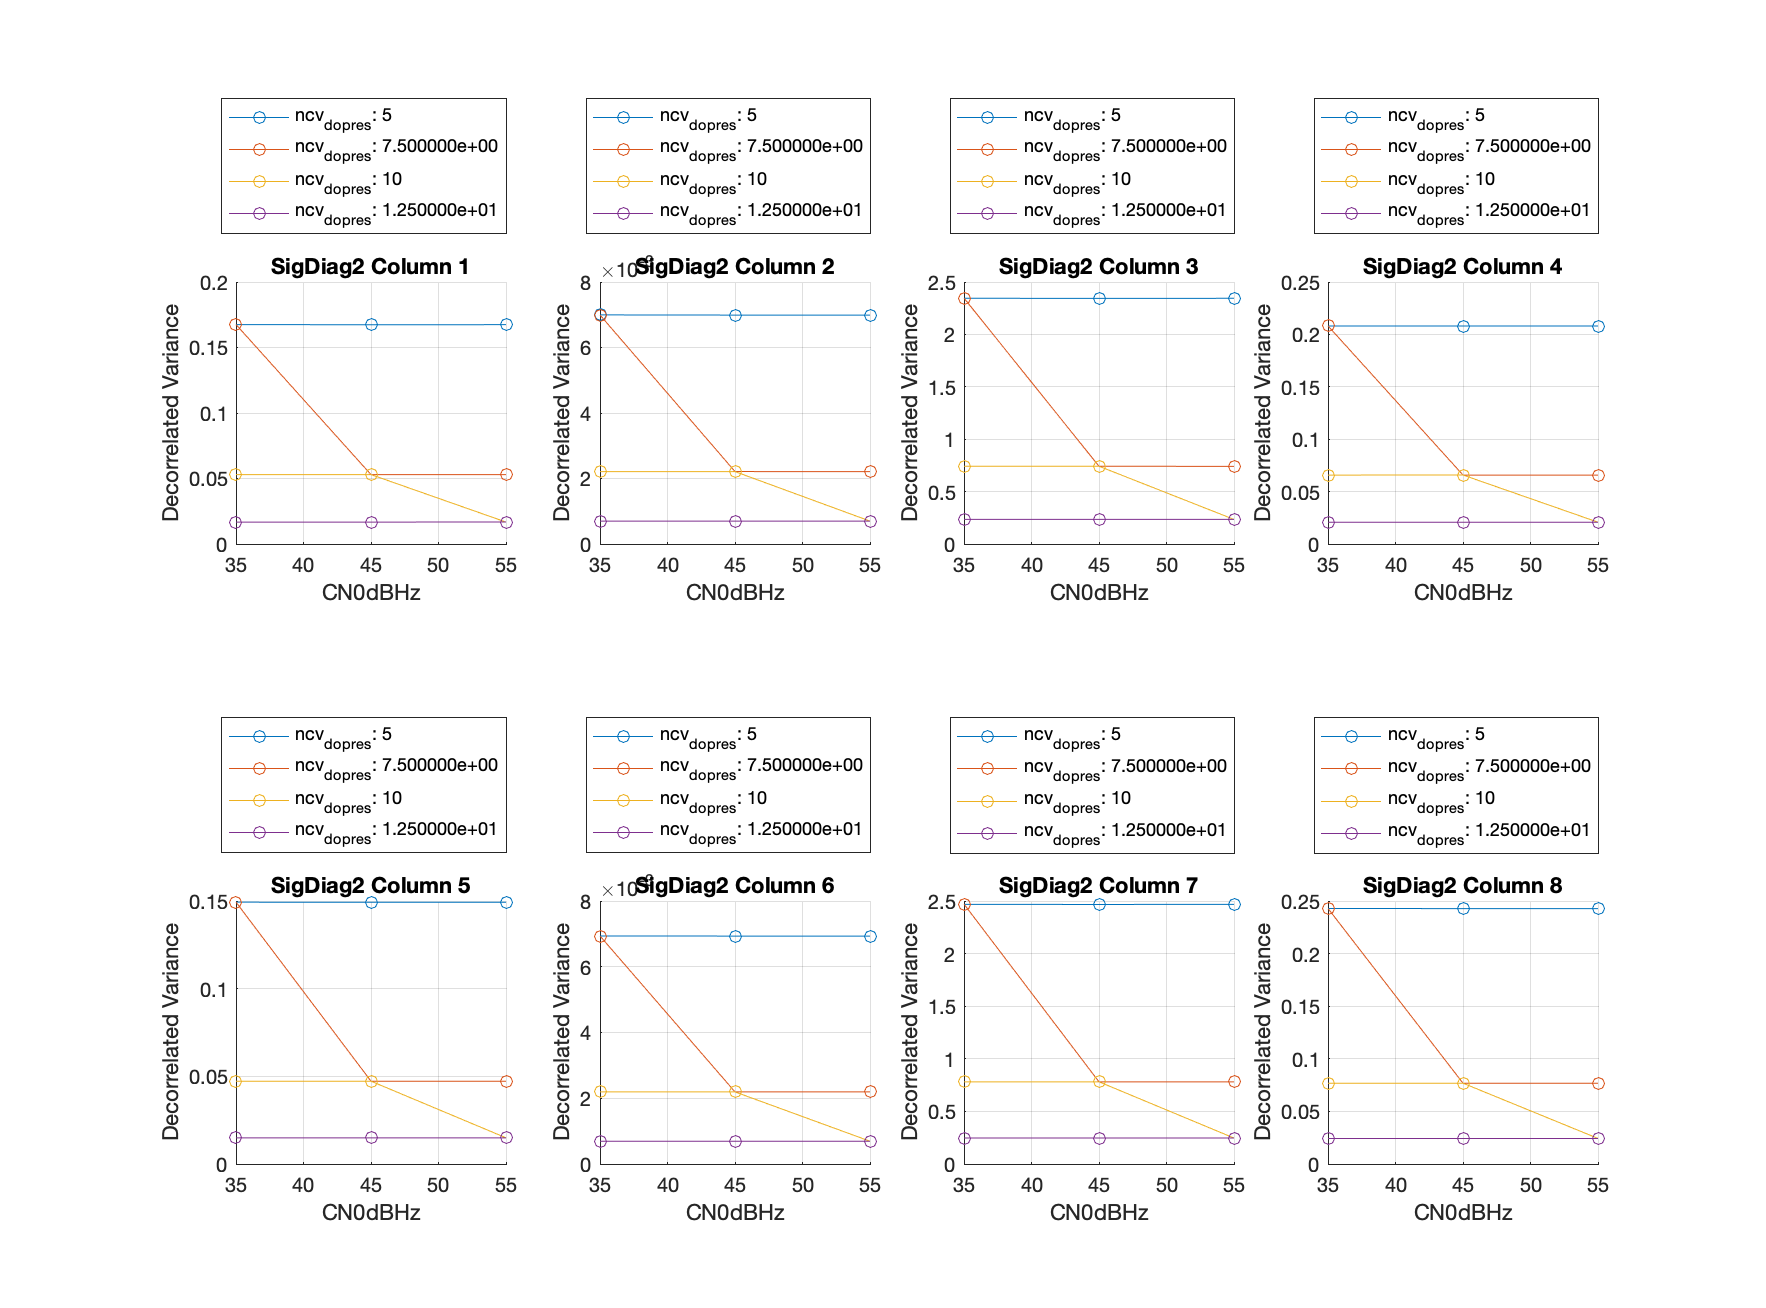 ncv_dopres: 5
ncv_dopres: 7.500000e+00
ncv_dopres: 10
ncv_dopres: 1.250000e+01
ncv_dopres: 5
ncv_dopres: 7.500000e+00
ncv_dopres: 10
ncv_dopres: 1.250000e+01
ncv_dopres: 5
ncv_dopres: 7.500000e+00
ncv_dopres: 10
ncv_dopres: 1.250000e+01
ncv_dopres: 5
ncv_dopres: 7.500000e+00
ncv_dopres: 10
ncv_dopres: 1.250000e+01
SigDiag2 Column 1
Decorrelated Variance
0.2
0.15
0.1
0.05
0
35 40 45 50 55
CN0dBHz
×10
SigDiag2 Column 2
Decorrelated Variance
8
6
4
2
0
35 40 45 50 55
CN0dBHz
SigDiag2 Column 3
Decorrelated Variance
2.5
2
1.5
1
0.5
0
35 40 45 50 55
CN0dBHz
SigDiag2 Column 4
Decorrelated Variance
0.25
0.2
0.15
0.1
0.05
0
35 40 45 50 55
CN0dBHz
ncv_dopres: 5
ncv_dopres: 7.500000e+00
ncv_dopres: 10
ncv_dopres: 1.250000e+01
ncv_dopres: 5
ncv_dopres: 7.500000e+00
ncv_dopres: 10
ncv_dopres: 1.250000e+01
ncv_dopres: 5
ncv_dopres: 7.500000e+00
ncv_dopres: 10
ncv_dopres: 1.250000e+01
ncv_dopres: 5
ncv_dopres: 7.500000e+00
ncv_dopres: 10
ncv_dopres: 1.250000e+01
SigDiag2 Column 5
Decorrelated Variance
0.15
0.1
0.05
0
35 40 45 50 55
CN0dBHz
×10
SigDiag2 Column 6
Decorrelated Variance
8
6
4
2
0
35 40 45 50 55
CN0dBHz
SigDiag2 Column 7
Decorrelated Variance
2.5
2
1.5
1
0.5
0
35 40 45 50 55
CN0dBHz
SigDiag2 Column 8
Decorrelated Variance
0.25
0.2
0.15
0.1
0.05
0
35 40 45 50 55
CN0dBHz